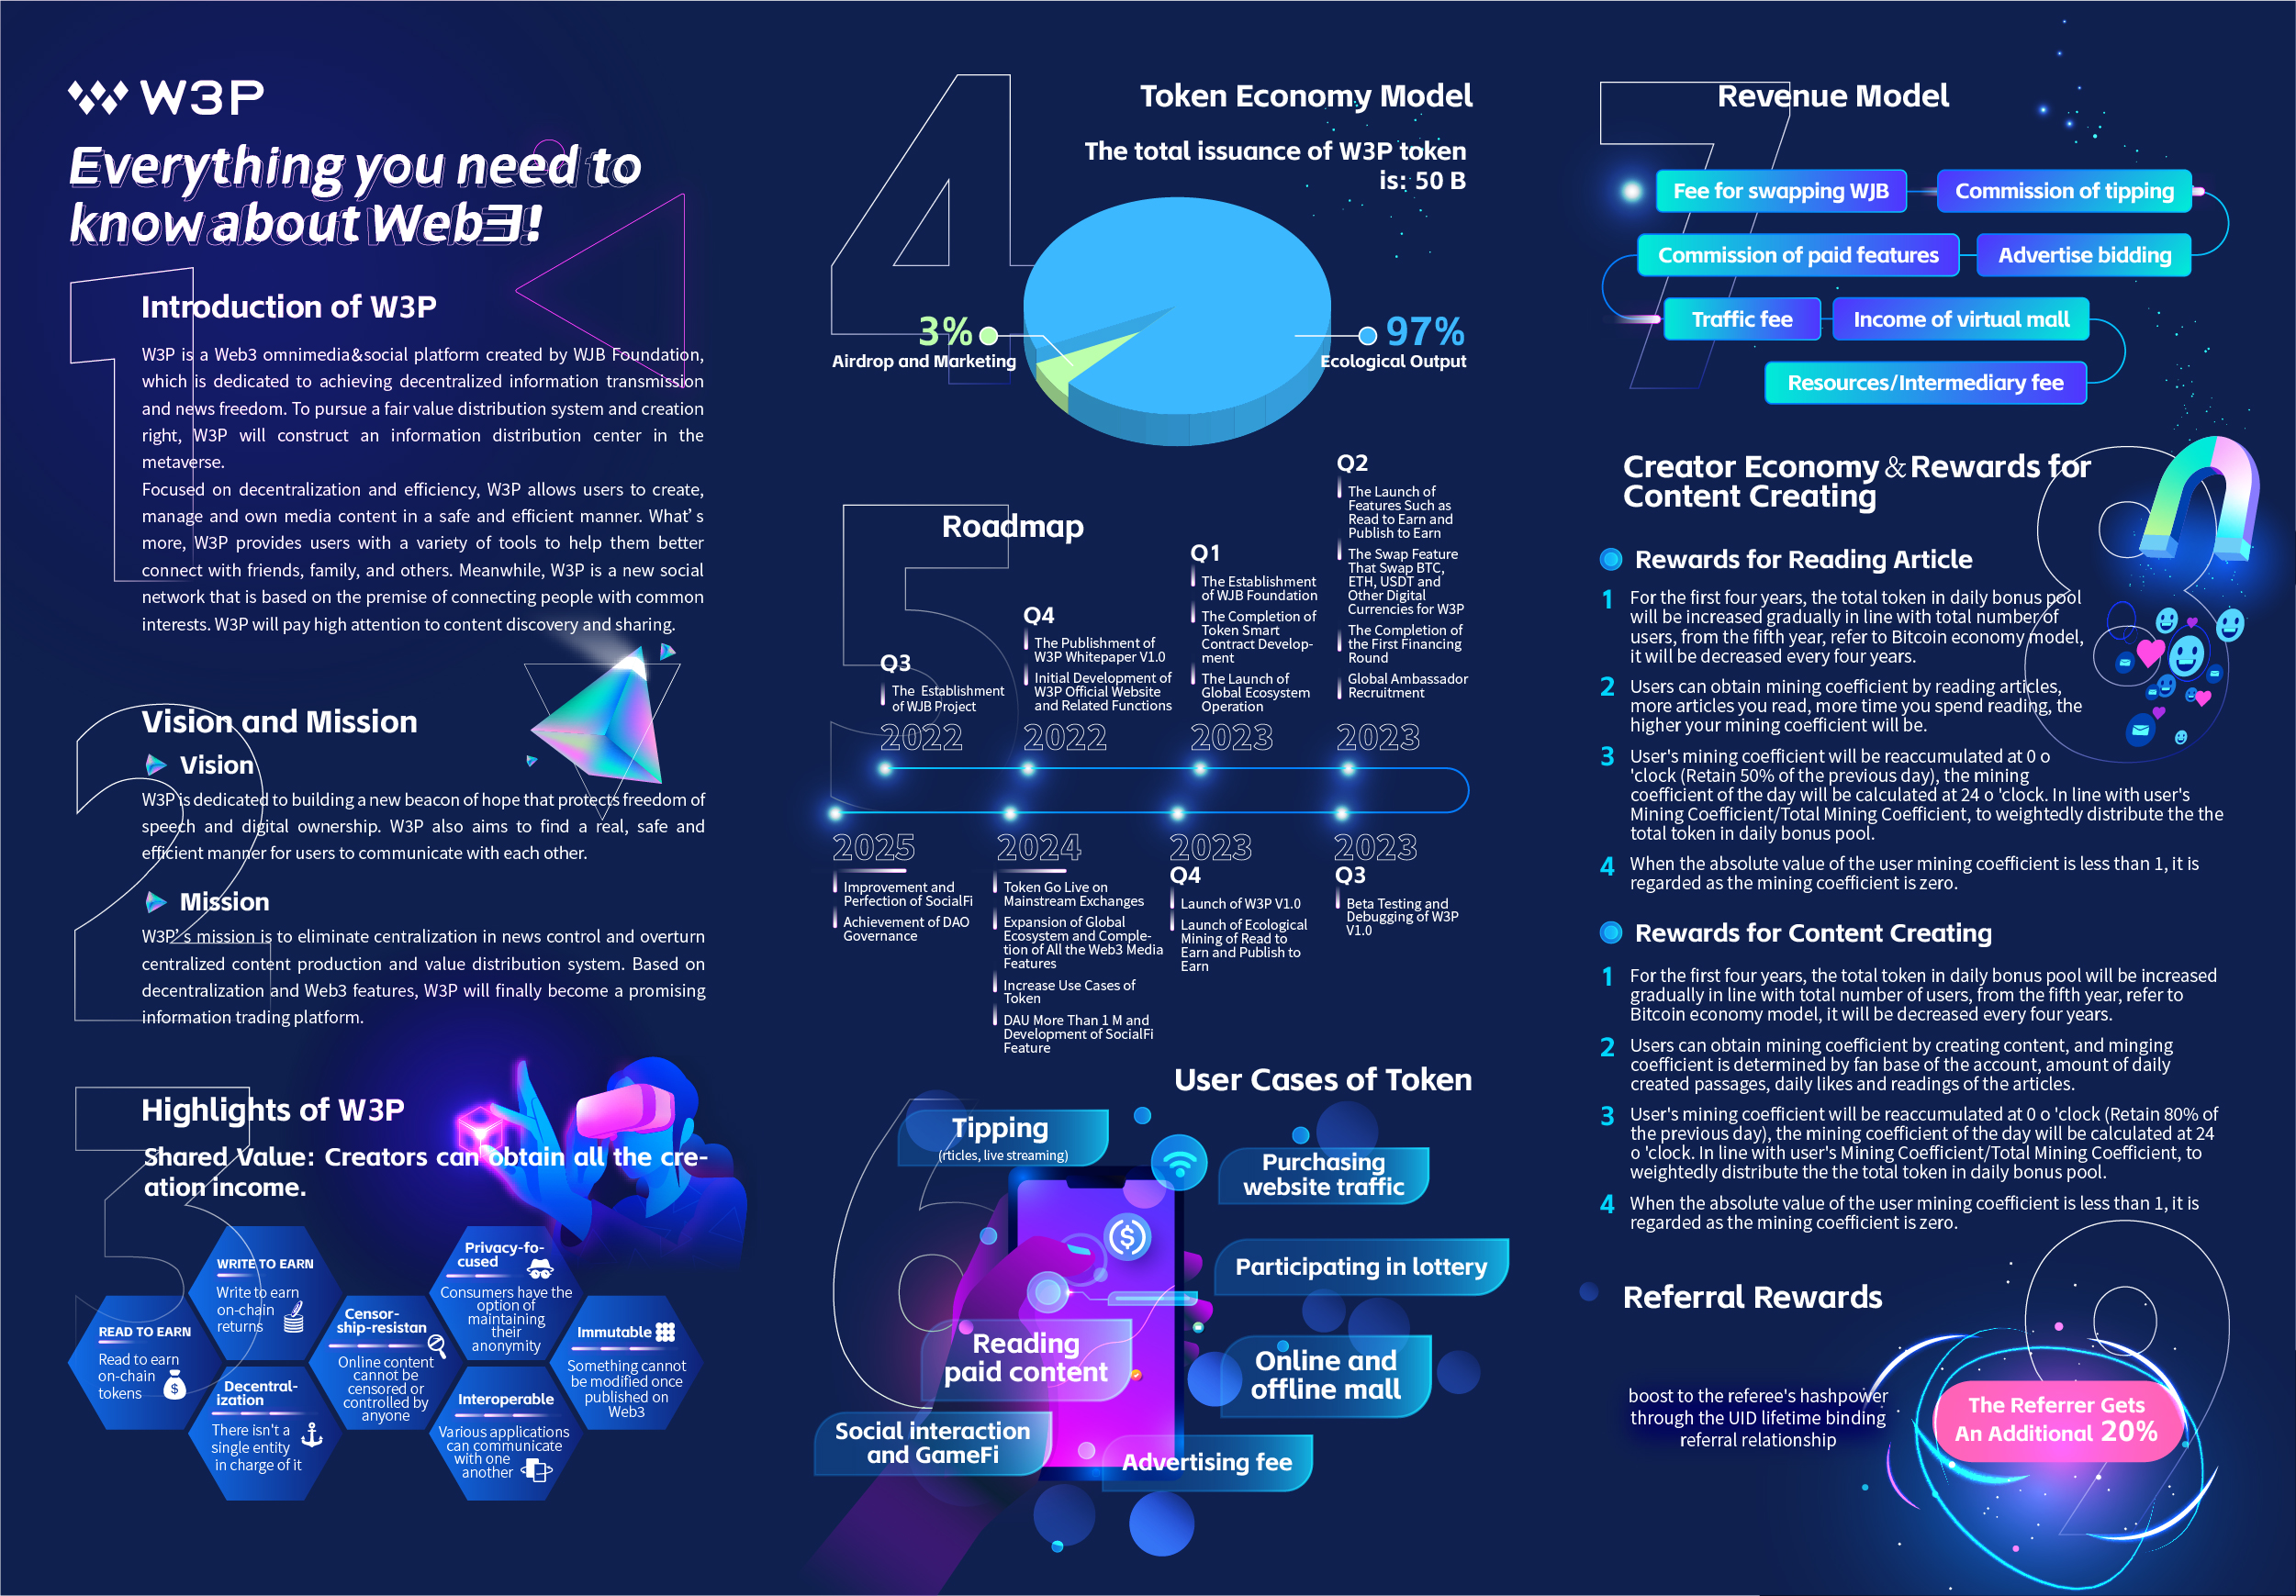 W3P
Everything you need to
know about Web3!
1
Introduction of W3P
W3P is a Web3 omnimedia&social platform created by WJB Foundation,
which is dedicated to achieving decentralized information transmission
and news freedom. To pursue a fair value distribution system and creation
right, W3P will construct an information distribution center in the
metaverse.
Focused on decentralization and efficiency, W3P allows users to create,
manage and own media content in a safe and efficient manner. What's
more, W3P provides users with a variety of tools to help them better
connect with friends, family, and others. Meanwhile, W3P is a new social
network that is based on the premise of connecting people with common
interests. W3P will pay high attention to content discovery and sharing.
2
Vision and Mission
Vision
W3P is dedicated to building a new beacon of hope that protects freedom of
speech and digital ownership. W3P also aims to find a real, safe and
efficient manner for users to communicate with each other.
Mission
W3P's mission is to eliminate centralization in news control and overturn
centralized content production and value distribution system. Based on
decentralization and Web3 features, W3P will finally become a promising
information trading platform.
3
Highlights of W3P
Shared Value: Creators can obtain all the cre-
ation income.
READ TO EARN
Read to earn
on-chain
tokens
WRITE TO EARN
Write to earn
on-chain
returns
Decentral-
ization
There isn't a
single entity
in charge of it
Censor-
ship-resistan
Online content
cannot be
censored or
controlled by
anyone
Privacy-fo-
cused
Consumers have the
option of
maintaining
their
anonymity
Interoperable
Various applications
can communicate
with one
another
Immutable
Something cannot
be modified once
published on
Web3
4
Token Economy Model
The total issuance of W3P token
is: 50 B
3%
Airdrop and Marketing
97%
Ecological Output
5
Roadmap
Q3
The Establishment
of WJB Project
2022
Q4
The Publishment of
W3P Whitepaper V1.0
Initial Development of
W3P Official Website
and Related Functions
2022
Q1
The Establishment
of WJB Foundation
The Completion of
Token Smart
Contract Develop-
ment
The Launch of
Global Ecosystem
Operation
2023
Q2
The Launch of
Features Such as
Read to Earn and
Publish to Earn
The Swap Feature
That Swap BTC,
ETH, USDT and
Other Digital
Currencies for W3P
The Completion of
the First Financing
Round
Global Ambassador
Recruitment
2023
2025
Improvement and
Perfection of SocialFi
Achievement of DAO
Governance
2024
Token Go Live on
Mainstream Exchanges
Expansion of Global
Ecosystem and Comple-
tion of All the Web3 Media
Features
Increase Use Cases of
Token
DAU More Than 1 M and
Development of SocialFi
Feature
2023
Q4
Launch of W3P V1.0
Launch of Ecological
Mining of Read to
Earn and Publish to
Earn
2023
Q3
Beta Testing and
Debugging of W3P
V1.0
6
User Cases of Token
Tipping
(rticles, live streaming)
Purchasing
website traffic
Participating in lottery
Reading
paid content
Online and
offline mall
Social interaction
and GameFi
Advertising fee
7
Revenue Model
Fee for swapping WJB
Commission of tipping
Commission of paid features
Advertise bidding
Traffic fee
Income of virtual mall
Resources/Intermediary fee
8
Creator Economy & Rewards for
Content Creating
Rewards for Reading Article
1 For the first four years, the total token in daily bonus pool
will be increased gradually in line with total number of
users, from the fifth year, refer to Bitcoin economy model,
it will be decreased every four years.
2 Users can obtain mining coefficient by reading articles,
more articles you read, more time you spend reading, the
higher your mining coefficient will be.
3 User's mining coefficient will be reaccumulated at 0 o
'clock (Retain 50% of the previous day), the mining
coefficient of the day will be calculated at 24 o 'clock. In line with user's
Mining Coefficient/Total Mining Coefficient, to weightedly distribute the the
total token in daily bonus pool.
4 When the absolute value of the user mining coefficient is less than 1, it is
regarded as the mining coefficient is zero.
Rewards for Content Creating
1 For the first four years, the total token in daily bonus pool will be increased
gradually in line with total number of users, from the fifth year, refer to
Bitcoin economy model, it will be decreased every four years.
2 Users can obtain mining coefficient by creating content, and minging
coefficient is determined by fan base of the account, amount of daily
created passages, daily likes and readings of the articles.
3 User's mining coefficient will be reaccumulated at 0 o 'clock (Retain 80% of
the previous day), the mining coefficient of the day will be calculated at 24
o 'clock. In line with user's Mining Coefficient/Total Mining Coefficient, to
weightedly distribute the the total token in daily bonus pool.
4 When the absolute value of the user mining coefficient is less than 1, it is
regarded as the mining coefficient is zero.
9
Referral Rewards
boost to the referee's hashpower
through the UID lifetime binding
referral relationship
The Referrer Gets
An Additional 20%